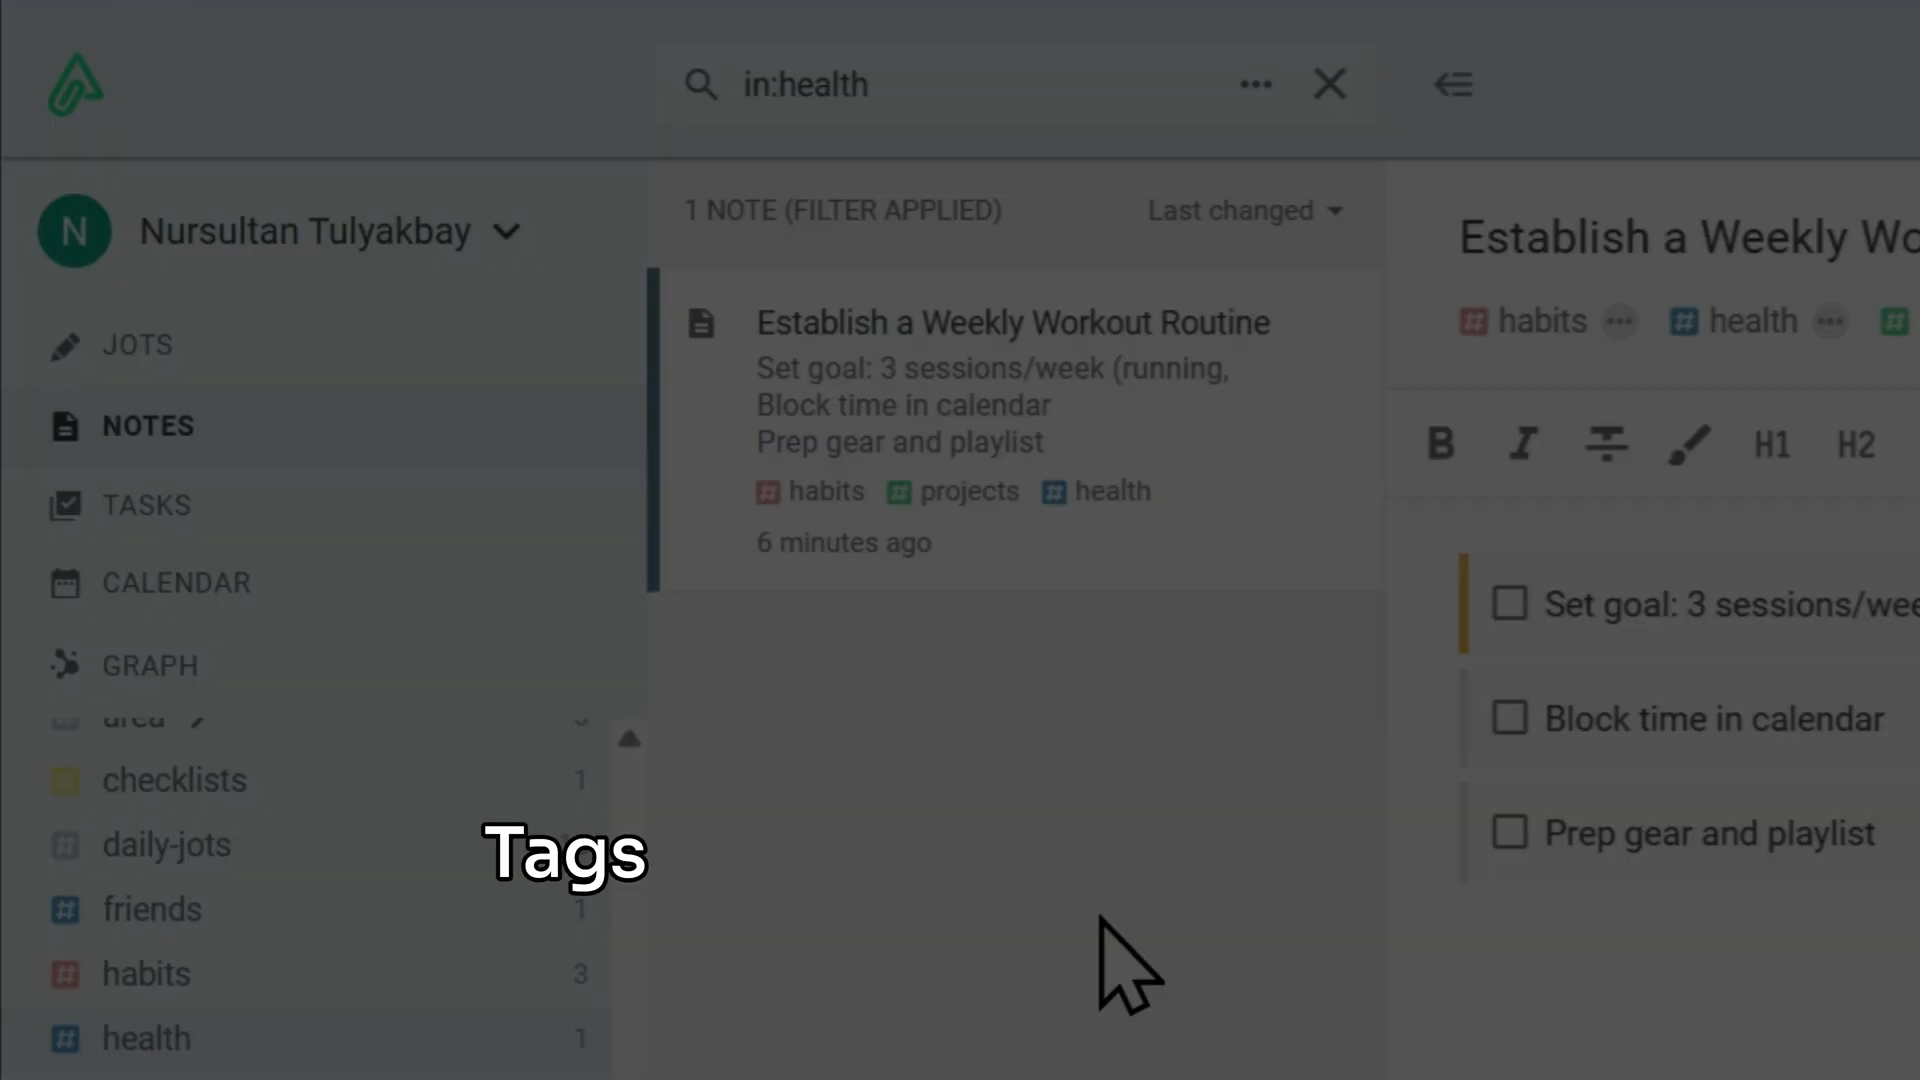 in:health
N
Nursultan Tulyakbay
JOTS
NOTES
TASKS
CALENDAR
GRAPH
area
checklists 1
daily-jots
friends 1
habits 3
health 1
Tags
1 NOTE (FILTER APPLIED) Last changed
Establish a Weekly Workout Routine
Set goal: 3 sessions/week (running,
Block time in calendar
Prep gear and playlist
# habits # projects # health
6 minutes ago
Establish a Weekly Wo
# habits # health #
B I H1 H2
Set goal: 3 sessions/wee
Block time in calendar
Prep gear and playlist